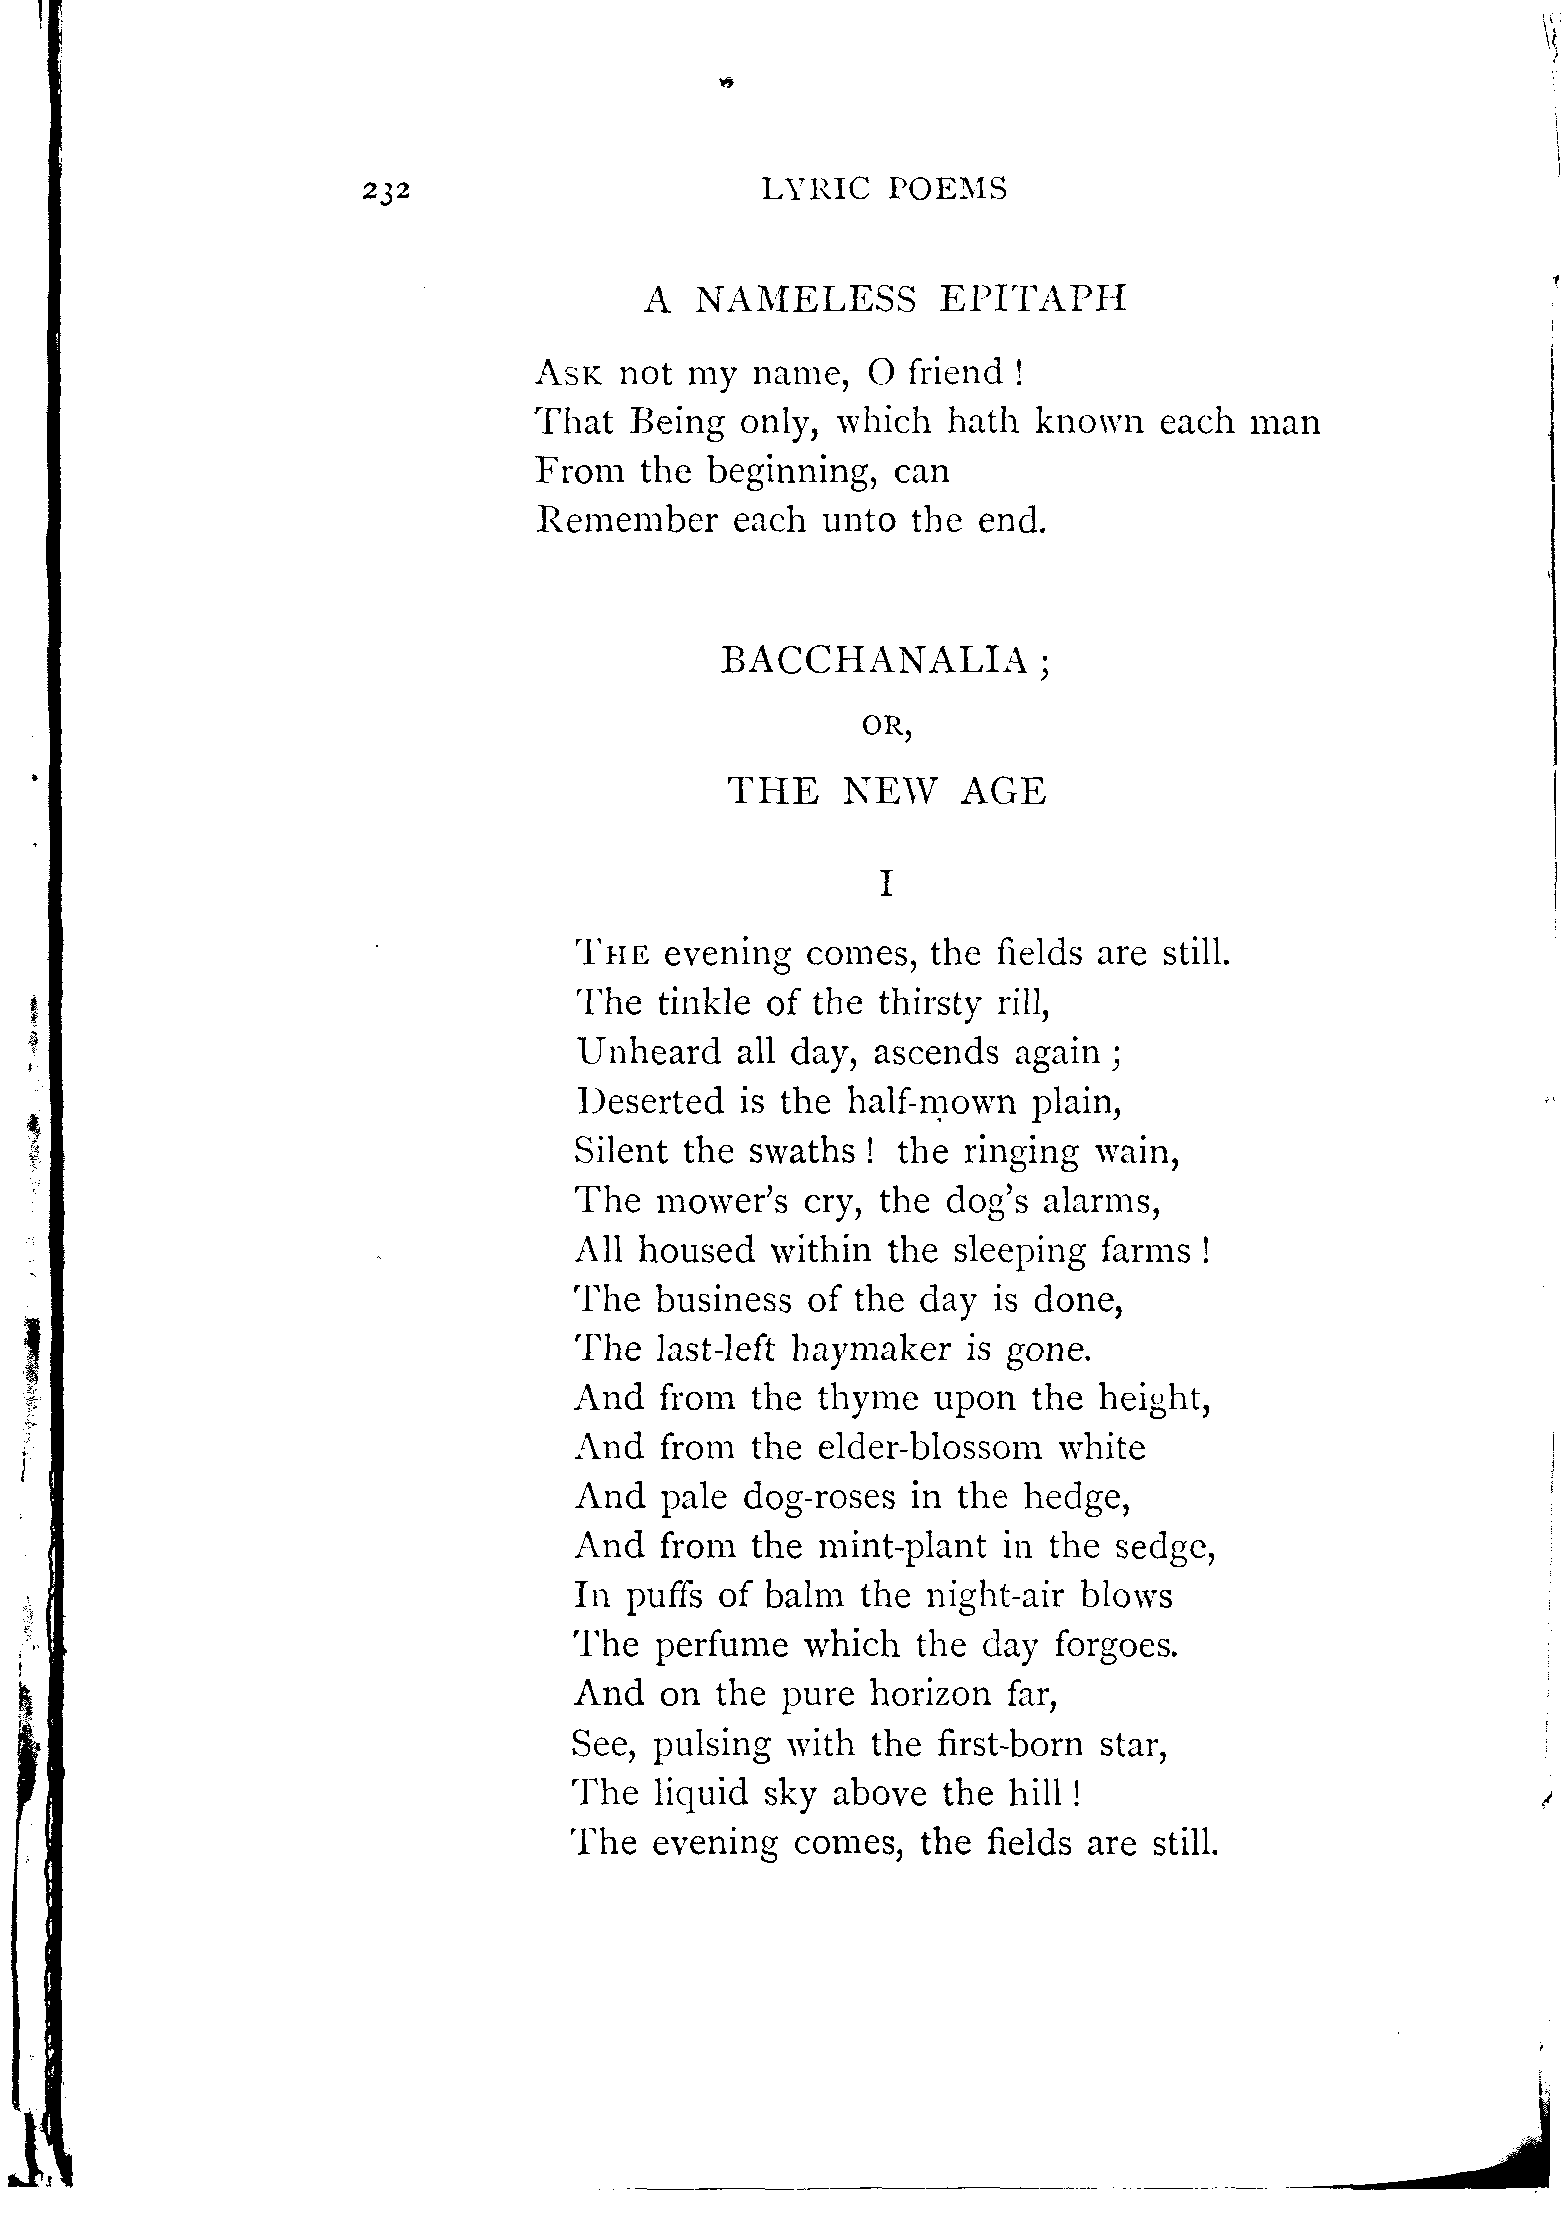 232 LYRIC POEMS
A NAMELESS EPITAPH
Ask not my name, O friend !
That Being only, which hath known each man
From the beginning, can
Remember each unto the end.
BACCHANALIA ;
OR,
THE NEW AGE
I
The evening comes, the fields are still.
The tinkle of the thirsty rill,
Unheard all day, ascends again ;
Deserted is the half-mown plain,
Silent the swaths ! the ringing wain,
The mower's cry, the dog's alarms,
All housed within the sleeping farms !
The business of the day is done,
The last-left haymaker is gone.
And from the thyme upon the height,
And from the elder-blossom white
And pale dog-roses in the hedge,
And from the mint-plant in the sedge,
In puffs of balm the night-air blows
The perfume which the day forgoes.
And on the pure horizon far,
See, pulsing with the first-born star,
The liquid sky above the hill !
The evening comes, the fields are still.